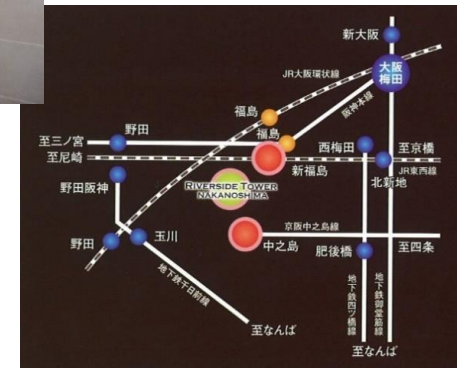 新大阪
大阪
梅田
JR大阪環状線
阪神本線
福島
野田
福島
西梅田
至三ノ宮
至京橋
至尼崎
新福島
JR東西線
北新地
野田阪神
RIVERSIDE TOWER
NAKANOSHIMA
京阪中之島線
野田
玉川
中之島
肥後橋
至四条
地下鉄千日前線
地下鉄四ツ橋線
地下鉄御堂筋線
至なんば
至なんば